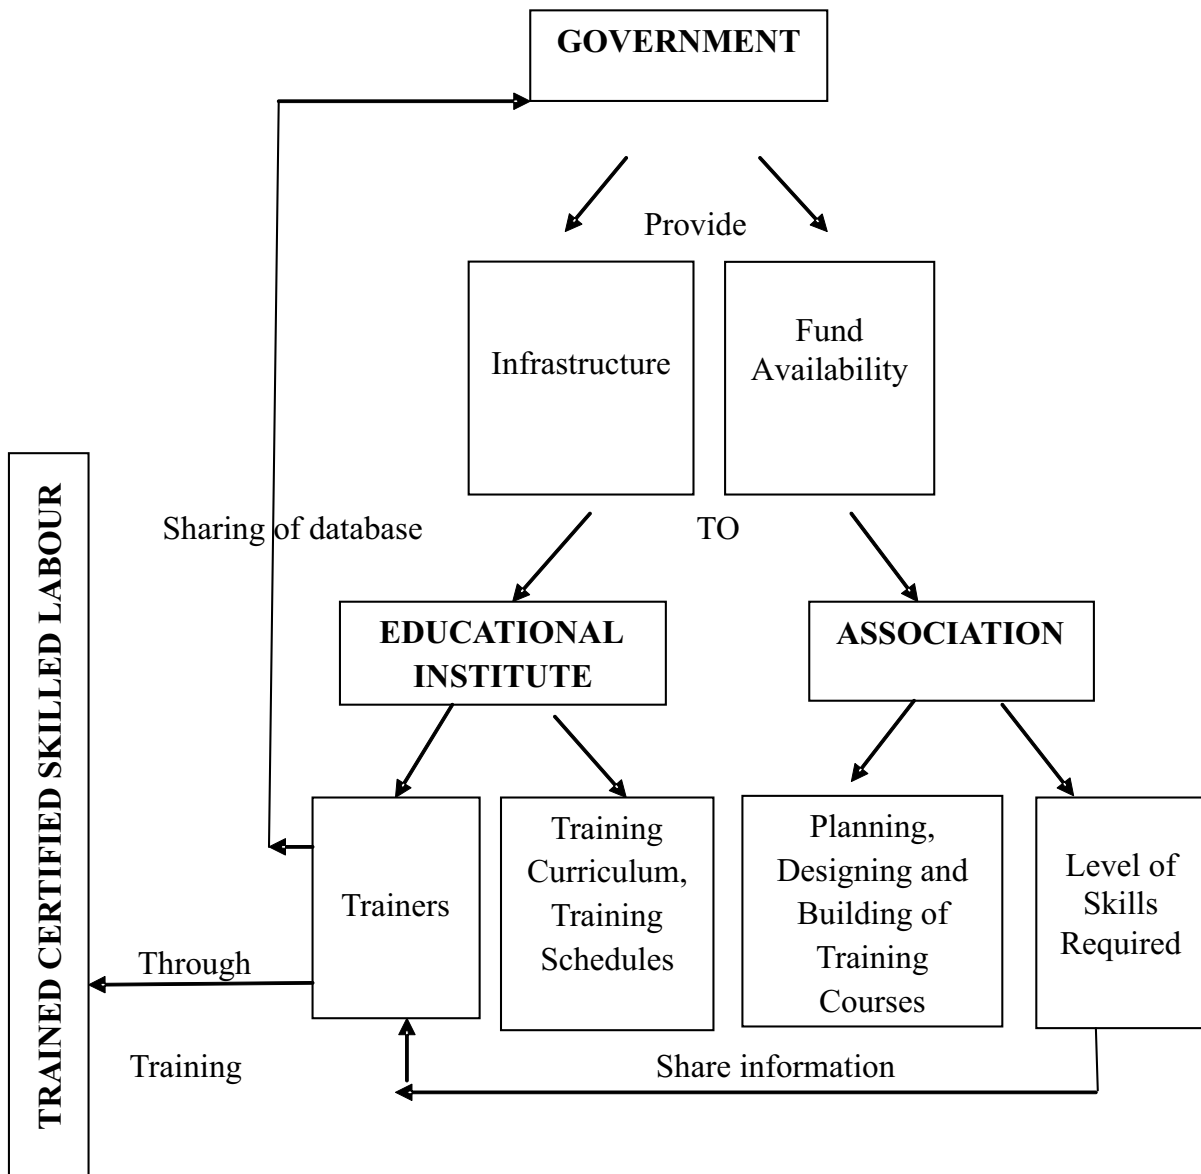 GOVERNMENT
Provide
Infrastructure
Fund
Availability
Sharing of database
TO
EDUCATIONAL
INSTITUTE
ASSOCIATION
TRAINED CERTIFIED SKILLED LABOUR
Trainers
Training
Curriculum,
Training
Schedules
Planning,
Designing and
Building of
Training
Courses
Level of
Skills
Required
Through
Training
Share information